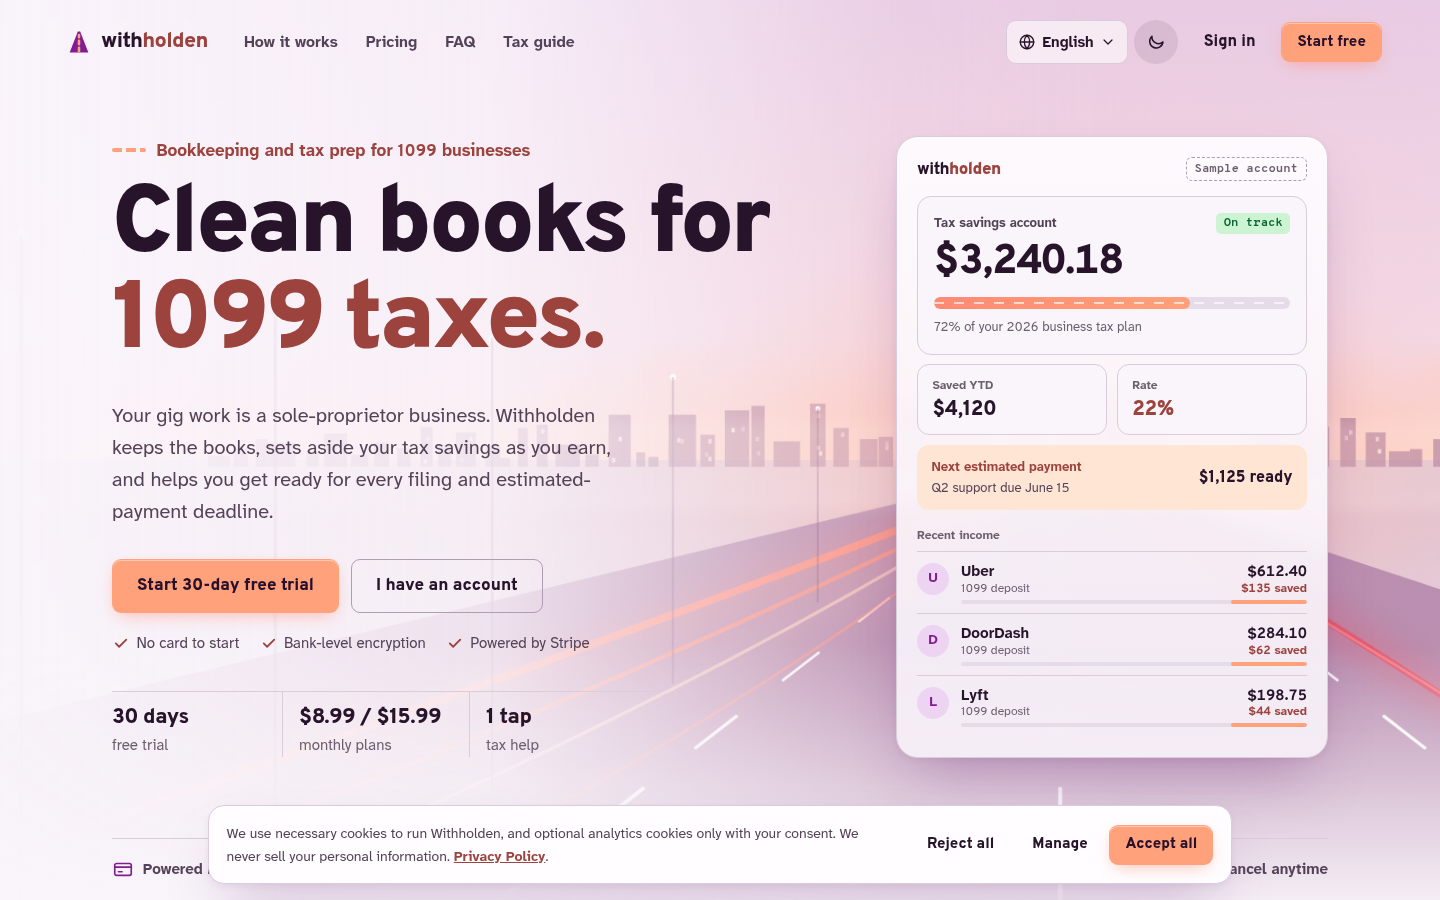 withholden
How it works
Pricing
FAQ
Tax guide
English
Sign in
Start free
Bookkeeping and tax prep for 1099 businesses
Clean books for
1099 taxes.
Your gig work is a sole-proprietor business. Withholden
keeps the books, sets aside your tax savings as you earn,
and helps you get ready for every filing and estimated-
payment deadline.
Start 30-day free trial
I have an account
No card to start
Bank-level encryption
Powered by Stripe
30 days
free trial
$8.99 / $15.99
monthly plans
1 tap
tax help
withholden
Sample account
Tax savings account
On track
$3,240.18
72% of your 2026 business tax plan
Saved YTD
$4,120
Rate
22%
Next estimated payment
Q2 support due June 15
$1,125 ready
Recent income
U
Uber
1099 deposit
$612.40
$135 saved
D
DoorDash
1099 deposit
$284.10
$62 saved
L
Lyft
1099 deposit
$198.75
$44 saved
Powered
ancel anytime
We use necessary cookies to run Withholden, and optional analytics cookies only with your consent. We
never sell your personal information. Privacy Policy.
Reject all
Manage
Accept all